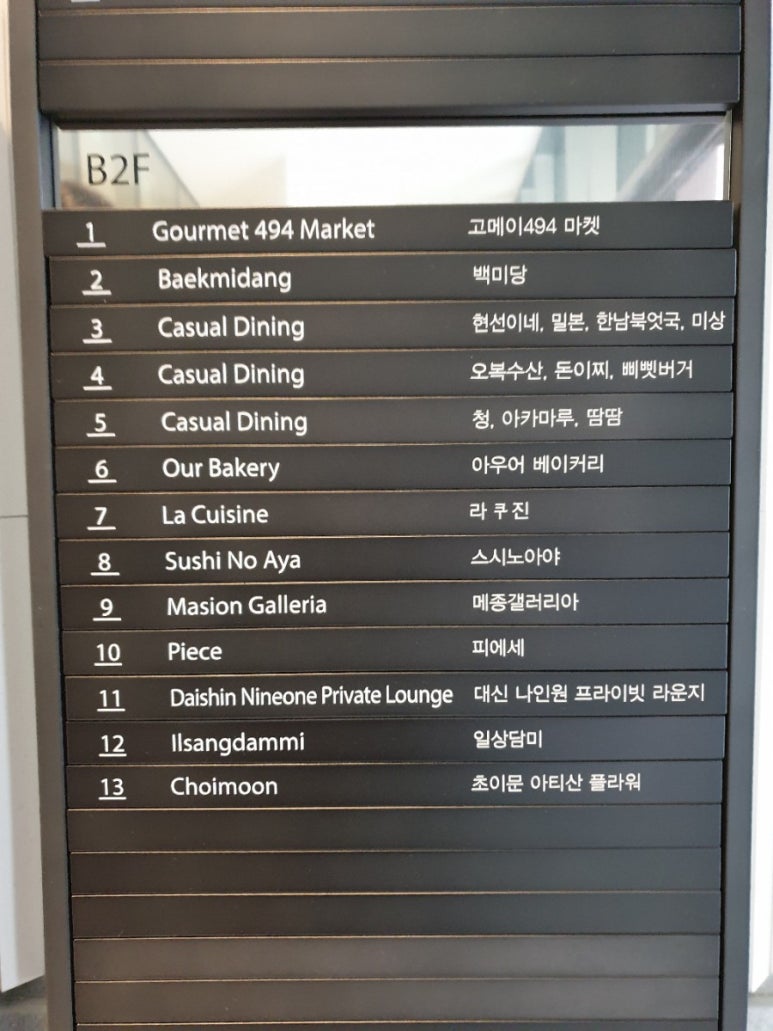 B2F
1 Gourmet 494 Market 고메이494 마켓
2 Baekmidang 백미당
3 Casual Dining 현선이네, 밀본, 한남북엇국, 미상
4 Casual Dining 오복수산, 돈이찌, 삐삣버거
5 Casual Dining 청, 아카마루, 땀땀
6 Our Bakery 아우어 베이커리
7 La Cuisine 라 쿠 진
8 Sushi No Aya 스시노아야
9 Masion Galleria 메종갤러리아
10 Piece 피에세
11 Daishin Nineone Private Lounge 대신 나인원 프라이빗 라운지
12 Ilsangdammi 일상담미
13 Choimoon 초이문 아티산 플라워